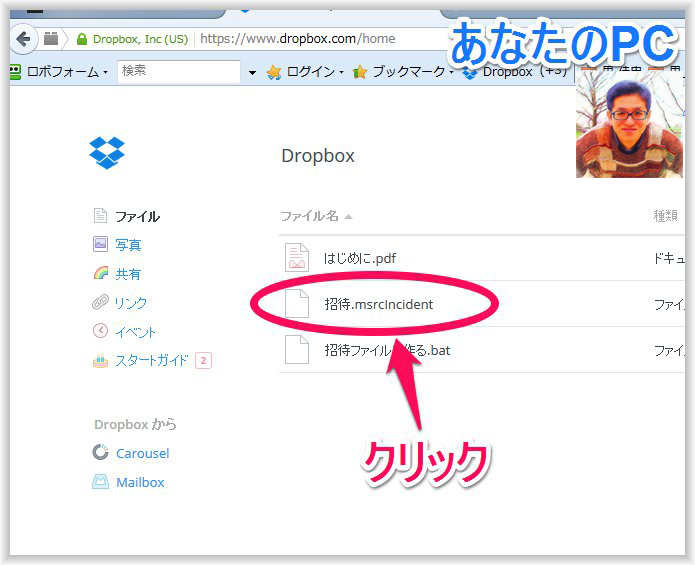 Dropbox, Inc (US)
https://www.dropbox.com/home
あなたのPC
ロボフォーム
検索
ログイン
ブックマーク
Dropbox (+3)
Dropbox
ファイル
写真
共有
リンク
イベント
スタートガイド 2
Dropbox から
Carousel
Mailbox
ファイル名
種類
はじめに.pdf
ドキュ
招待.msrcIncident
ファイ
招待ファイル 作る.bat
ファイ
クリック